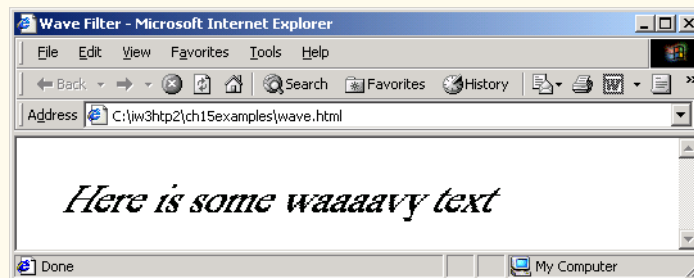 Wave Filter - Microsoft Internet Explorer
File Edit View Favorites Tools Help
Back Search Favorites History
Address C:\iw3htp2\ch15examples\wave.html
Here is some waaaavy text
Done My Computer